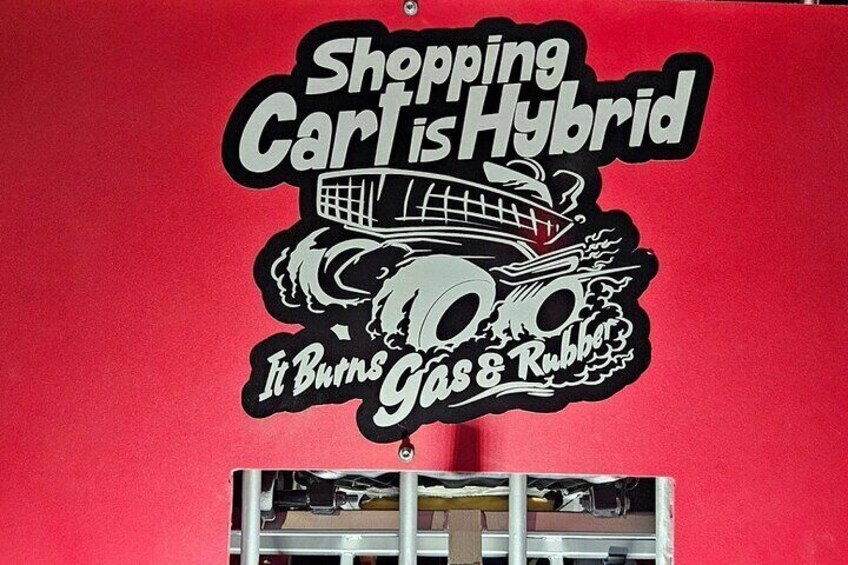 Shopping
Cart is Hybrid
It Burns Gas & Rubber